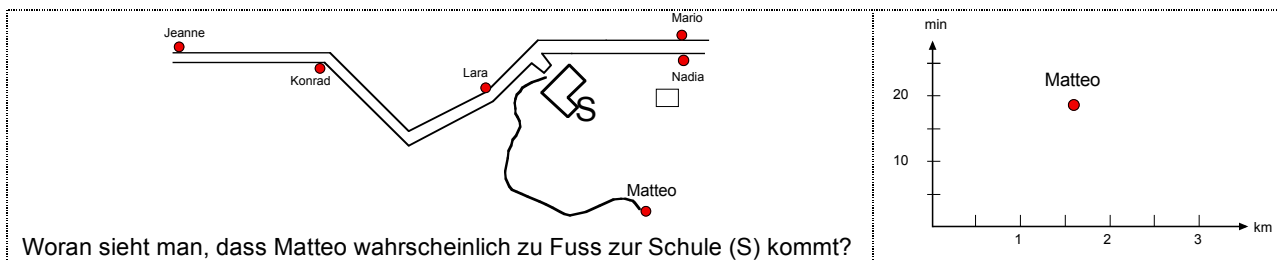 Jeanne
Konrad
Lara
Mario
Nadia
S
Matteo
Woran sieht man, dass Matteo wahrscheinlich zu Fuss zur Schule (S) kommt?
min
20
10
Matteo
1 2 3 km